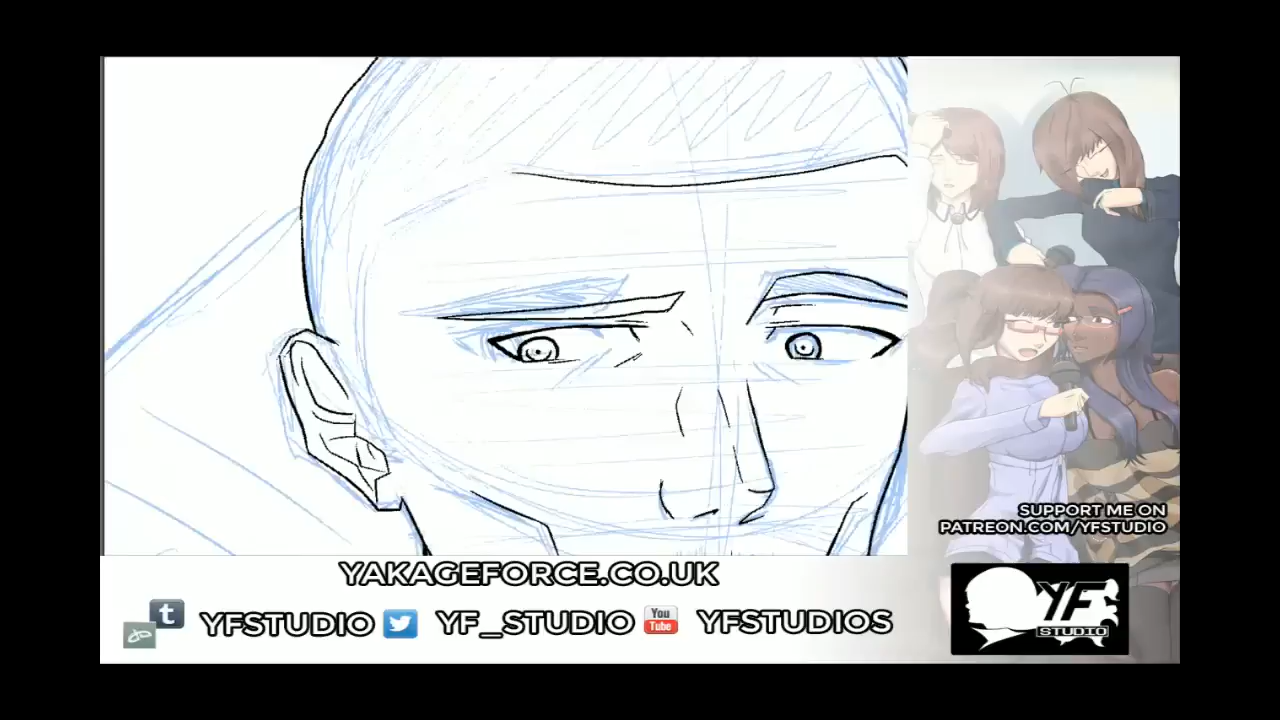 SUPPORT ME ON
PATREON.COM/YFSTUDIO
YAKAGEFORCE.CO.UK
t YFSTUDIO YF_STUDIO You Tube YFSTUDIOS
YF
STUDIO